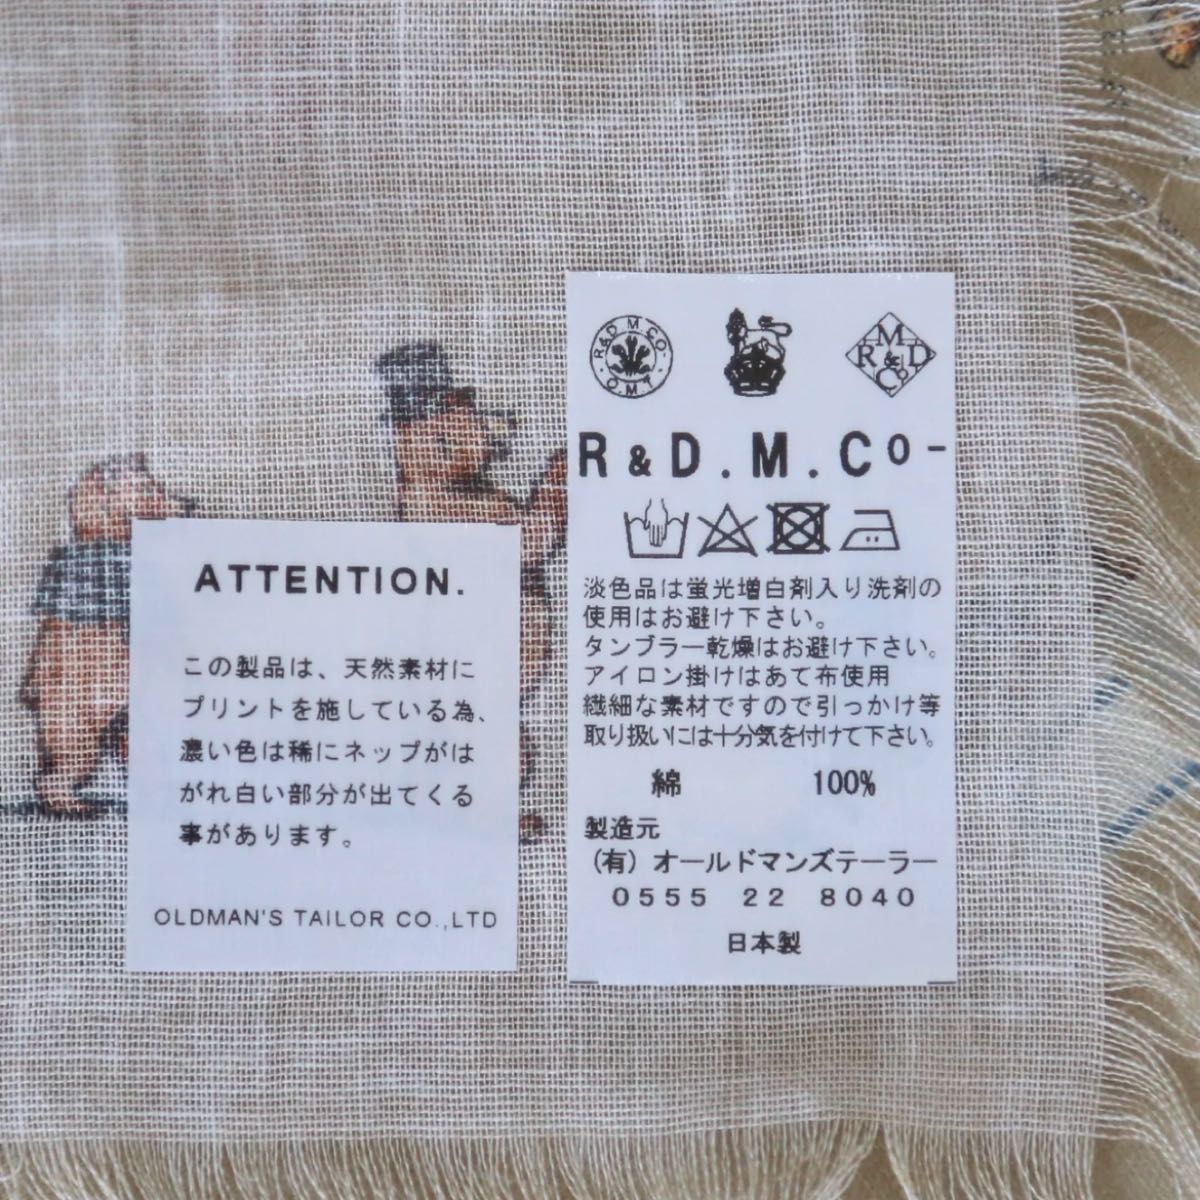 ATTENTION.
この製品は、天然素材に
プリントを施している為、
濃い色は稀にネップがは
がれ白い部分が出てくる
事があります。
OLDMAN'S TAILOR CO.,LTD
R&D M CO-
O.M.T
M
R & D
Co
R & D . M . Co -
淡色品は蛍光増白剤入り洗剤の
使用はお避け下さい。
タンブラー乾燥はお避け下さい。
アイロン掛けはあて布使用
繊細な素材ですので引っかけ等
取り扱いには十分気を付けて下さい。
綿 100%
製造元
(有) オールドマンズテーラー
0555 22 8040
日本製